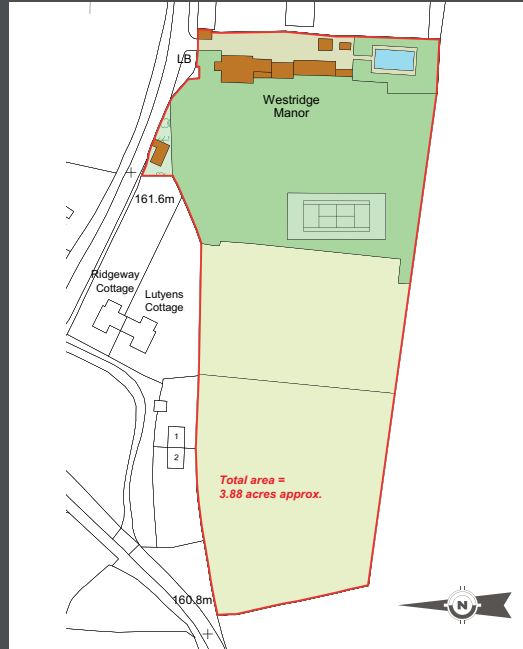 LB
Westridge
Manor
161.6m
Ridgeway
Cottage
Lutyens
Cottage
1
2
Total area =
3.88 acres approx.
160.8m
N